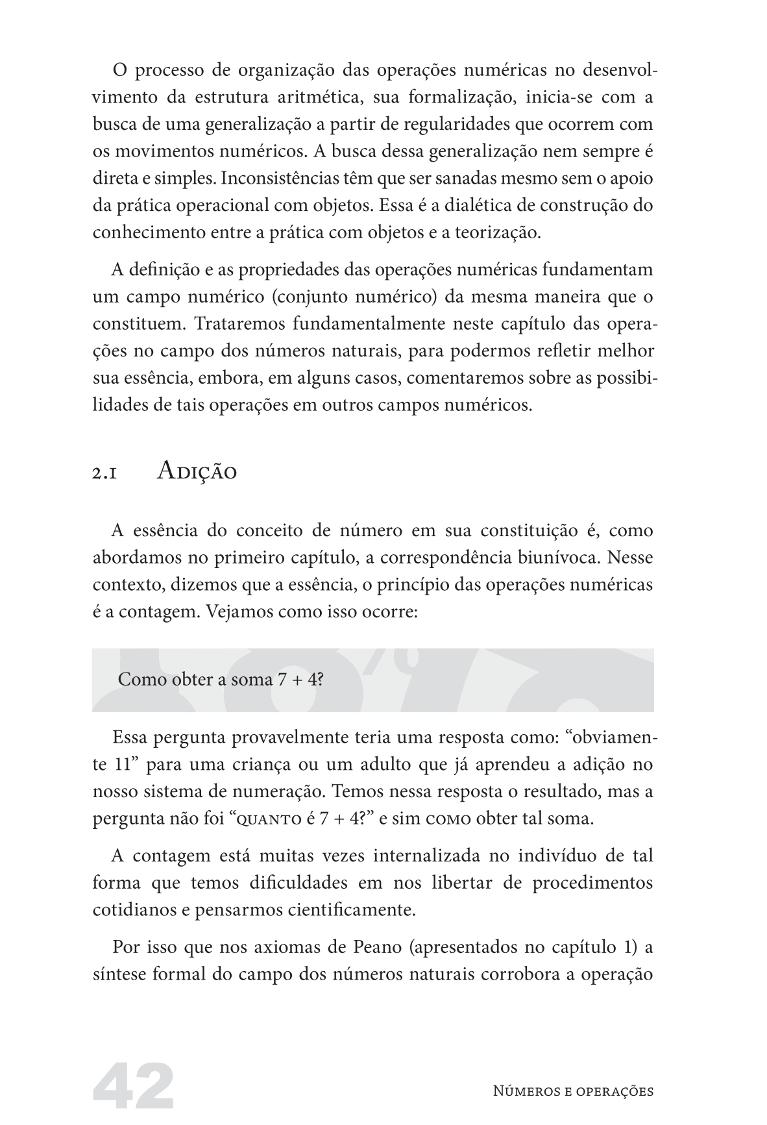 O processo de organização das operações numéricas no desenvol-
vimento da estrutura aritmética, sua formalização, inicia-se com a
busca de uma generalização a partir de regularidades que ocorrem com
os movimentos numéricos. A busca dessa generalização nem sempre é
direta e simples. Inconsistências têm que ser sanadas mesmo sem o apoio
da prática operacional com objetos. Essa é a dialética de construção do
conhecimento entre a prática com objetos e a teorização.
A definição e as propriedades das operações numéricas fundamentam
um campo numérico (conjunto numérico) da mesma maneira que o
constituem. Trataremos fundamentalmente neste capítulo das opera-
ções no campo dos números naturais, para podermos refletir melhor
sua essência, embora, em alguns casos, comentaremos sobre as possibi-
lidades de tais operações em outros campos numéricos.
2.1 Adição
A essência do conceito de número em sua constituição é, como
abordamos no primeiro capítulo, a correspondência biunívoca. Nesse
contexto, dizemos que a essência, o princípio das operações numéricas
é a contagem. Vejamos como isso ocorre:
Como obter a soma 7 + 4?
Essa pergunta provavelmente teria uma resposta como: “obviamen-
te 11” para uma criança ou um adulto que já aprendeu a adição no
nosso sistema de numeração. Temos nessa resposta o resultado, mas a
pergunta não foi “quanto é 7 + 4?” e sim como obter tal soma.
A contagem está muitas vezes internalizada no indivíduo de tal
forma que temos dificuldades em nos libertar de procedimentos
cotidianos e pensarmos cientificamente.
Por isso que nos axiomas de Peano (apresentados no capítulo 1) a
síntese formal do campo dos números naturais corrobora a operação
42
Números e operações